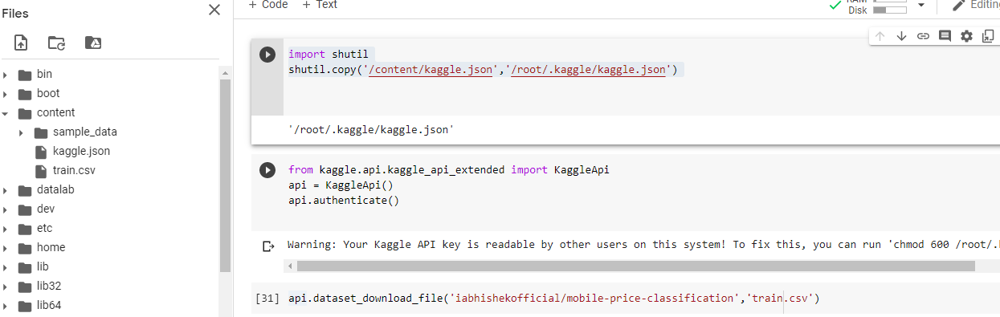 Files
+ Code + Text
Disk
Editing
bin
boot
content
sample_data
kaggle.json
train.csv
datalab
dev
etc
home
lib
lib32
lib64
import shutil
shutil.copy('/content/kaggle.json','/root/.kaggle/kaggle.json')
'/root/.kaggle/kaggle.json'
from kaggle.api.kaggle_api_extended import KaggleApi
api = KaggleApi()
api.authenticate()
Warning: Your Kaggle API key is readable by other users on this system! To fix this, you can run 'chmod 600 /root/.
[31] api.dataset_download_file('iabhishekofficial/mobile-price-classification','train.csv')